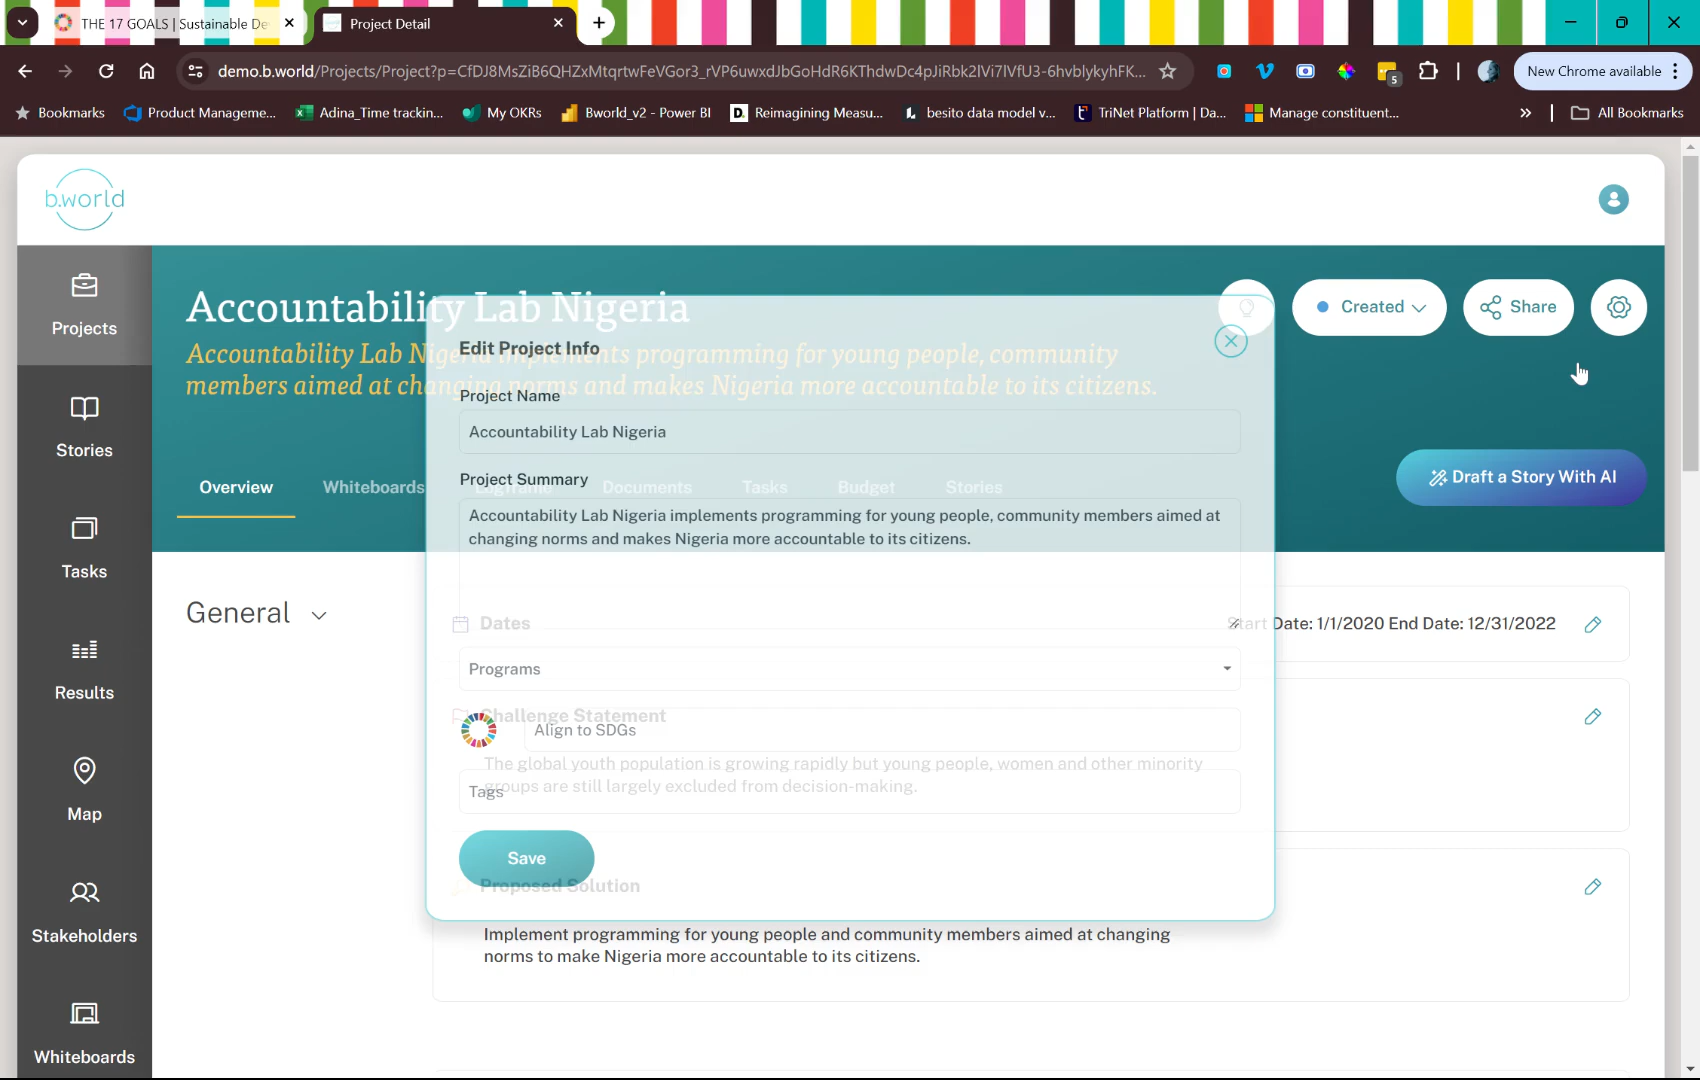 THE 17 GOALS | Sustainable De
Project Detail
demo.b.world/Projects/Project?p=CfDJ8MsZiB6QHZxMtqrtwFeVGor3_rVP6uwxdJbGoHdR6KThdwDc4pJiRbk2lVi7lVfU3-6hvblykyhFK...
5
New Chrome available
Bookmarks
Product Manageme...
Adina_Time trackin...
My OKRs
Bworld_v2 - Power BI
Reimagining Measu...
besito data model v...
TriNet Platform | Da...
Manage constituent...
All Bookmarks
b.world
Projects
Stories
Tasks
Results
Map
Stakeholders
Whiteboards
Accountability Lab Nigeria
Accountability Lab Nigeria implements programming for young people, community
members aimed at changing norms and makes Nigeria more accountable to its citizens.
Created
Share
Draft a Story With AI
Overview
Whiteboards
Logframe
Documents
Tasks
Budget
Stories
General
Edit Project Info
Project Name
Accountability Lab Nigeria
Project Summary
Accountability Lab Nigeria implements programming for young people, community members aimed at
changing norms and makes Nigeria more accountable to its citizens.
Programs
Align to SDGs
Tags
Save
Dates
Start Date: 1/1/2020 End Date: 12/31/2022
Challenge Statement
The global youth population is growing rapidly but young people, women and other minority
groups are still largely excluded from decision-making.
Proposed Solution
Implement programming for young people and community members aimed at changing
norms to make Nigeria more accountable to its citizens.